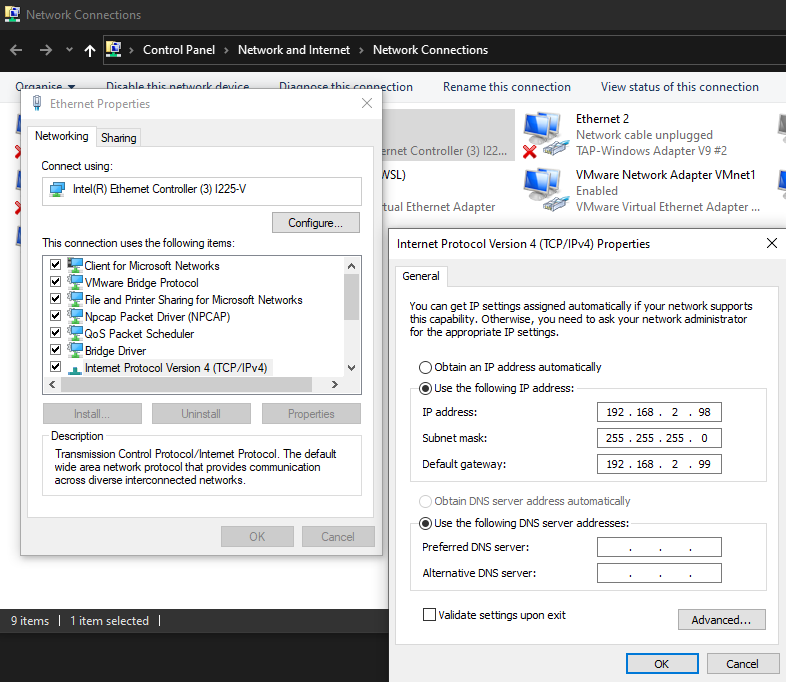 Network Connections
Control Panel > Network and Internet > Network Connections
Organise Disable this network device Diagnose this connection Rename this connection View status of this connection
Ethernet Properties
Networking Sharing
Connect using:
Intel(R) Ethernet Controller (3) I225-V
Configure...
This connection uses the following items:
Client for Microsoft Networks
VMware Bridge Protocol
File and Printer Sharing for Microsoft Networks
Npcap Packet Driver (NPCAP)
QoS Packet Scheduler
Bridge Driver
Internet Protocol Version 4 (TCP/IPv4)
Install... Uninstall Properties
Description
Transmission Control Protocol/Internet Protocol. The default
wide area network protocol that provides communication
across diverse interconnected networks.
OK Cancel
ernet Controller (3) I22...
WSL)
tual Ethernet Adapter
Ethernet 2
Network cable unplugged
TAP-Windows Adapter V9 #2
VMware Network Adapter VMnet1
Enabled
VMware Virtual Ethernet Adapter ...
Internet Protocol Version 4 (TCP/IPv4) Properties
General
You can get IP settings assigned automatically if your network supports
this capability. Otherwise, you need to ask your network administrator
for the appropriate IP settings.
Obtain an IP address automatically
Use the following IP address:
IP address: 192 . 168 . 2 . 98
Subnet mask: 255 . 255 . 255 . 0
Default gateway: 192 . 168 . 2 . 99
Obtain DNS server address automatically
Use the following DNS server addresses:
Preferred DNS server: . . .
Alternative DNS server: . . .
Validate settings upon exit
Advanced...
OK Cancel
9 items | 1 item selected |